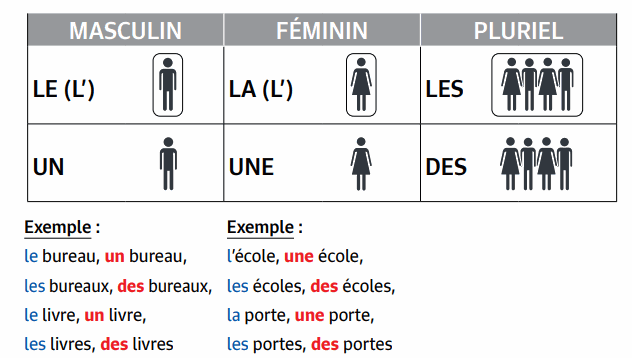 MASCULIN FÉMININ PLURIEL
LE (L’) LA (L’) LES
UN UNE DES
Exemple :
le bureau, un bureau,
les bureaux, des bureaux,
le livre, un livre,
les livres, des livres
Exemple :
l’école, une école,
les écoles, des écoles,
la porte, une porte,
les portes, des portes